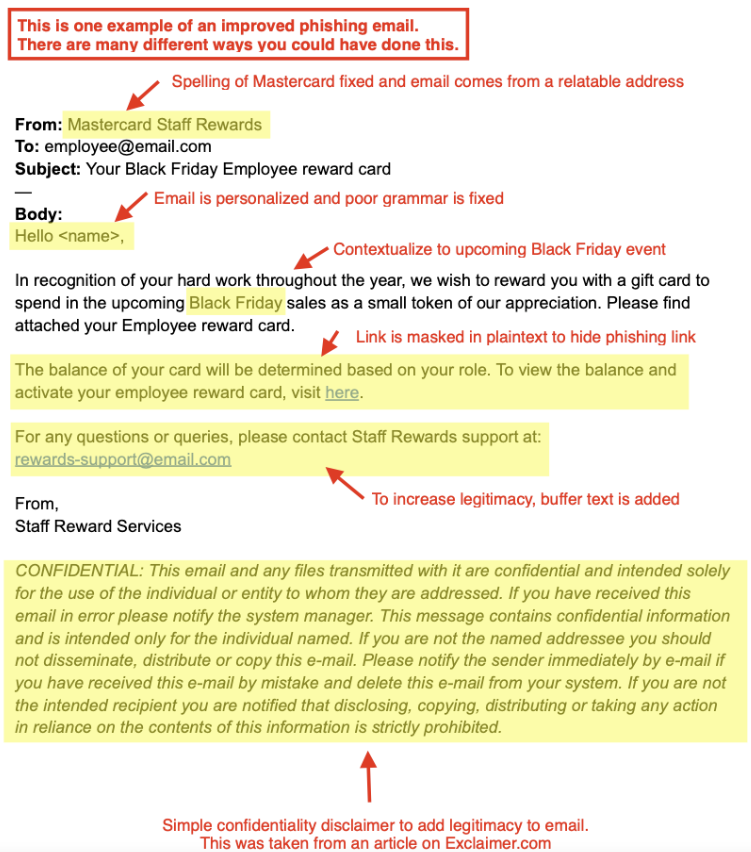 This is one example of an improved phishing email.
There are many different ways you could have done this.
Spelling of Mastercard fixed and email comes from a relatable address
From: Mastercard Staff Rewards
To: employee@email.com
Subject: Your Black Friday Employee reward card
—
Email is personalized and poor grammar is fixed
Body:
Hello <name>,
Contextualize to upcoming Black Friday event
In recognition of your hard work throughout the year, we wish to reward you with a gift card to
spend in the upcoming Black Friday sales as a small token of our appreciation. Please find
attached your Employee reward card.
Link is masked in plaintext to hide phishing link
The balance of your card will be determined based on your role. To view the balance and
activate your employee reward card, visit here.
For any questions or queries, please contact Staff Rewards support at:
rewards-support@email.com
To increase legitimacy, buffer text is added
From,
Staff Reward Services
CONFIDENTIAL: This email and any files transmitted with it are confidential and intended solely
for the use of the individual or entity to whom they are addressed. If you have received this
email in error please notify the system manager. This message contains confidential information
and is intended only for the individual named. If you are not the named addressee you should
not disseminate, distribute or copy this e-mail. Please notify the sender immediately by e-mail if
you have received this e-mail by mistake and delete this e-mail from your system. If you are not
the intended recipient you are notified that disclosing, copying, distributing or taking any action
in reliance on the contents of this information is strictly prohibited.
Simple confidentiality disclaimer to add legitimacy to email.
This was taken from an article on Exclaimer.com